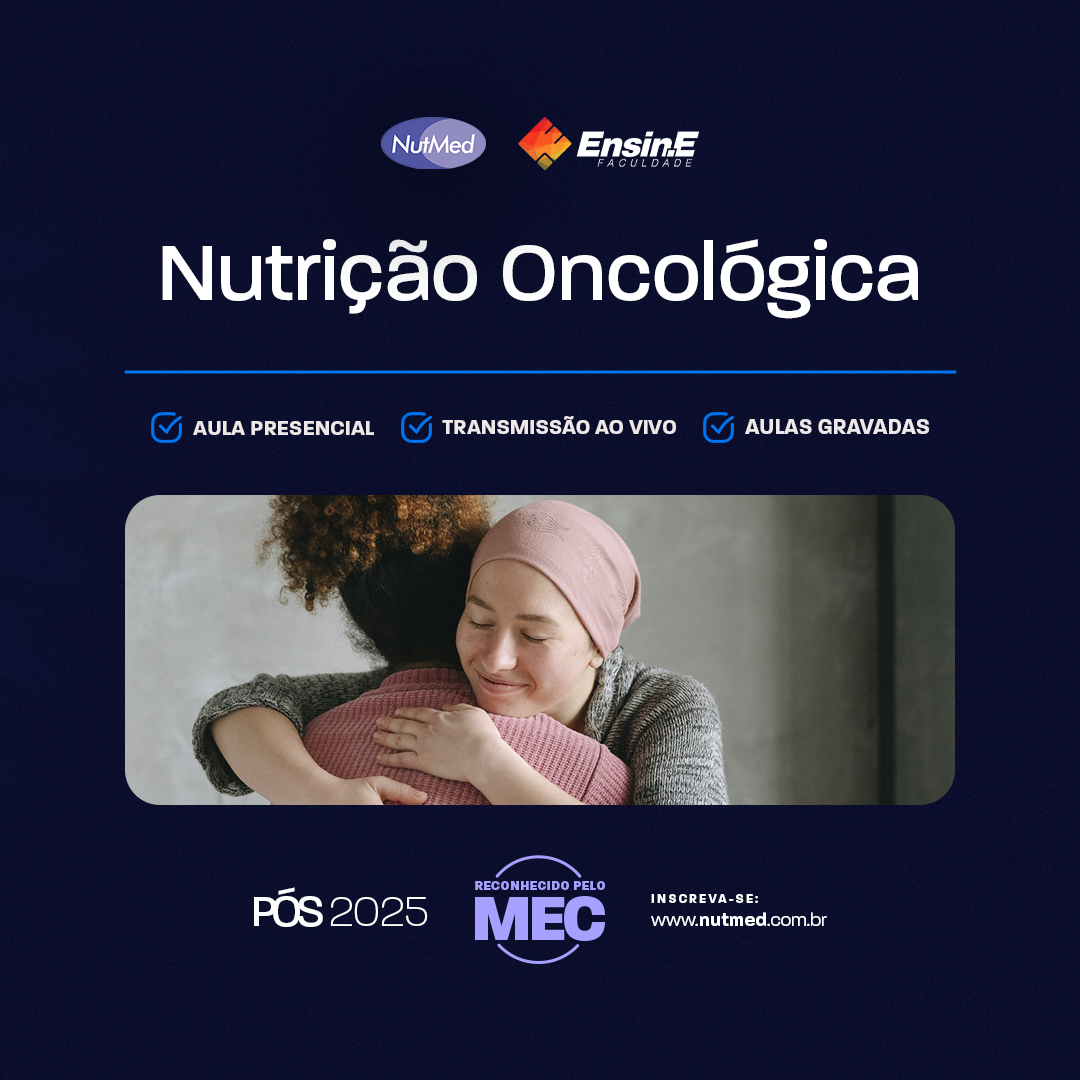 NutMed
Ensin.E
FACULDADE
Nutrição Oncológica
AULA PRESENCIAL
TRANSMISSÃO AO VIVO
AULAS GRAVADAS
PÓS 2025
RECONHECIDO PELO
MEC
INSCREVA-SE:
www.nutmed.com.br